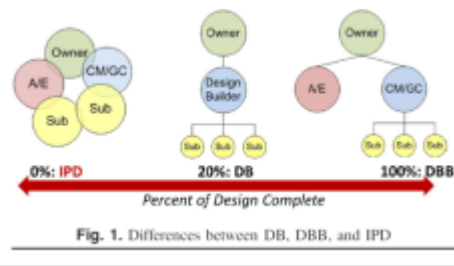 Owner
A/E
CM/GC
Sub
Sub
Owner
Design
Builder
Sub Sub Sub
Owner
A/E
CM/GC
Sub Sub Sub
0%: IPD 20%: DB 100%: DBB
Percent of Design Complete
Fig. 1. Differences between DB, DBB, and IPD